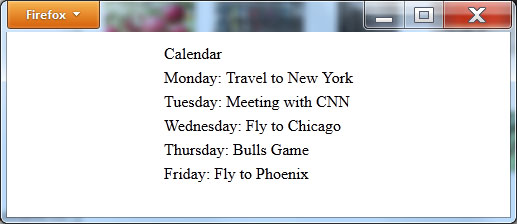 Firefox
Calendar
Monday: Travel to New York
Tuesday: Meeting with CNN
Wednesday: Fly to Chicago
Thursday: Bulls Game
Friday: Fly to Phoenix